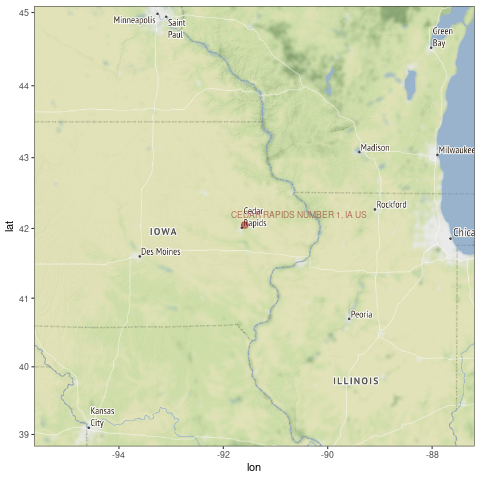 45
Minneapolis
Saint
Paul
Green
Bay
44
43
Madison
Milwaukee
Rockford
Cedar
CEDAR RAPIDS NUMBER 1, IA US
Rapids
42
IOWA
Chica
Des Moines
41
Peoria
40
ILLINOIS
Kansas
City
39
-94
-92
-90
-88
lon
lat